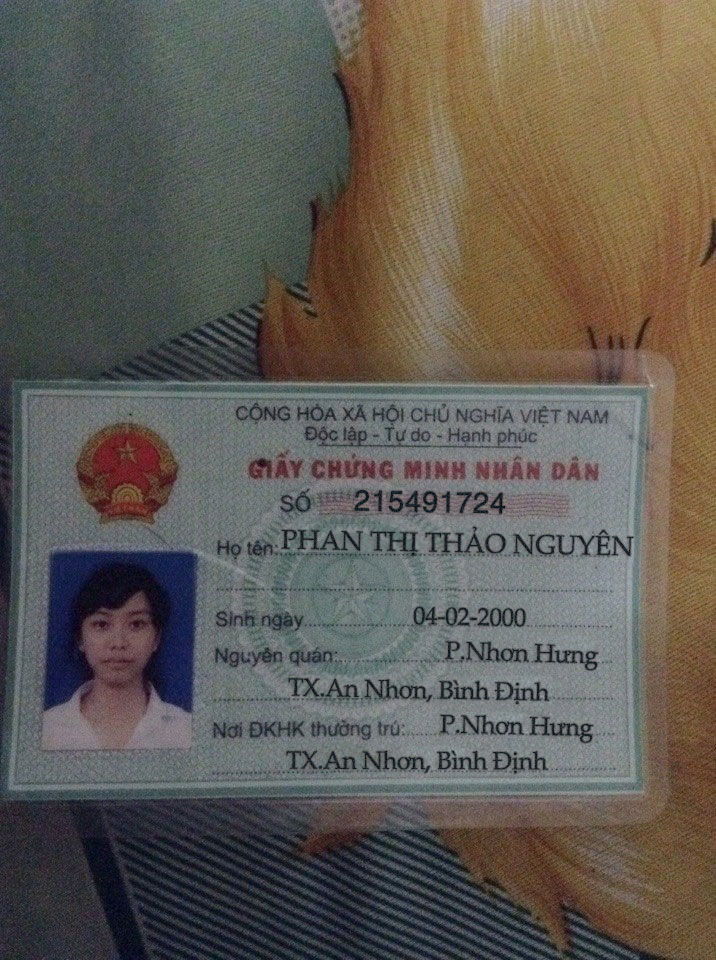 CỘNG HÒA XÃ HỘI CHỦ NGHĨA VIỆT NAM
Độc lập - Tự do - Hạnh phúc
GIẤY CHỨNG MINH NHÂN DÂN
SỐ 215491724
Họ tên: PHAN THỊ THẢO NGUYÊN
Sinh ngày 04-02-2000
Nguyên quán: P.Nhơn Hưng
TX.An Nhơn, Bình Định
Nơi ĐKHK thường trú: P.Nhơn Hưng
TX.An Nhơn, Bình Định